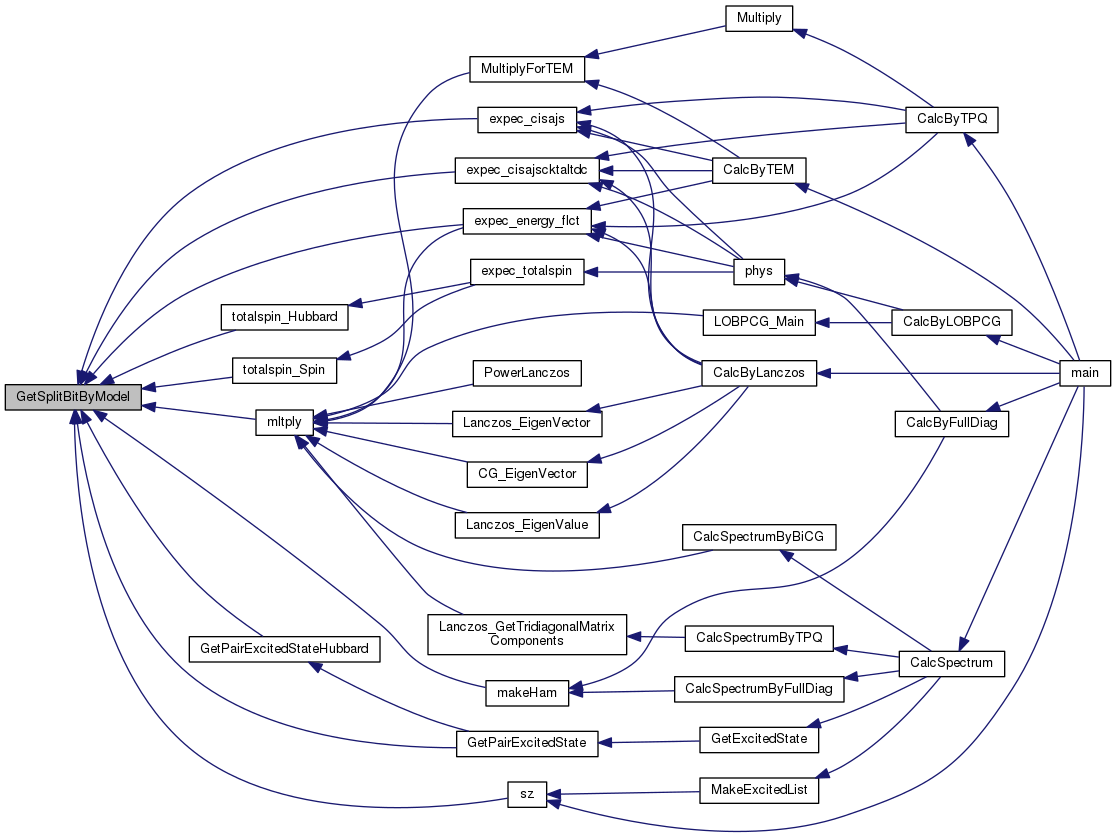 Multiply
MultiplyForTEM
expec_cisajs
CalcByTPQ
expec_cisajscktaltdc
CalcByTEM
expec_energy_flct
expec_totalspin
phys
totalspin_Hubbard
LOBPCG_Main
CalcByLOBPCG
totalspin_Spin
PowerLanczos
CalcByLanczos
main
GetSplitBitByModel
mltply
Lanczos_EigenVector
CalcByFullDiag
CG_EigenVector
Lanczos_EigenValue
CalcSpectrumByBiCG
Lanczos_GetTridiagonalMatrix
Components
CalcSpectrumByTPQ
GetPairExcitedStateHubbard
CalcSpectrum
makeHam
CalcSpectrumByFullDiag
GetPairExcitedState
GetExcitedState
sz
MakeExcitedList